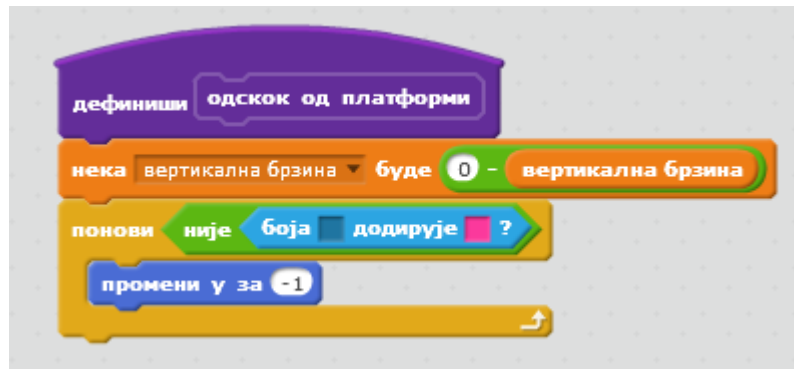 дефиниши одскок од платформи
нека вертикална брзина буде 0 - вертикална брзина
понови није боја додирује ?
промени y за -1